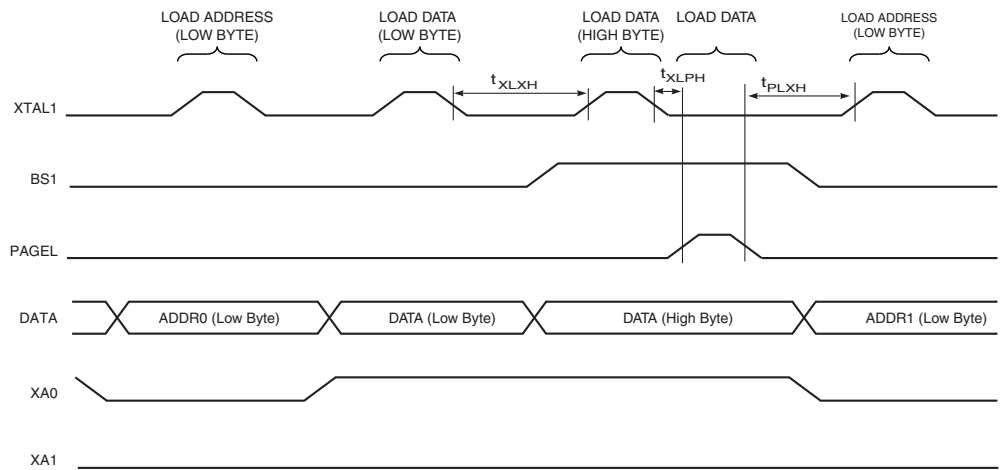 LOAD ADDRESS
(LOW BYTE)
LOAD DATA
(LOW BYTE)
LOAD DATA
(HIGH BYTE)
LOAD DATA
LOAD ADDRESS
(LOW BYTE)
tXLXH
tXLPH
tPLXH
XTAL1
BS1
PAGEL
DATA
ADDR0 (Low Byte)
DATA (Low Byte)
DATA (High Byte)
ADDR1 (Low Byte)
XA0
XA1